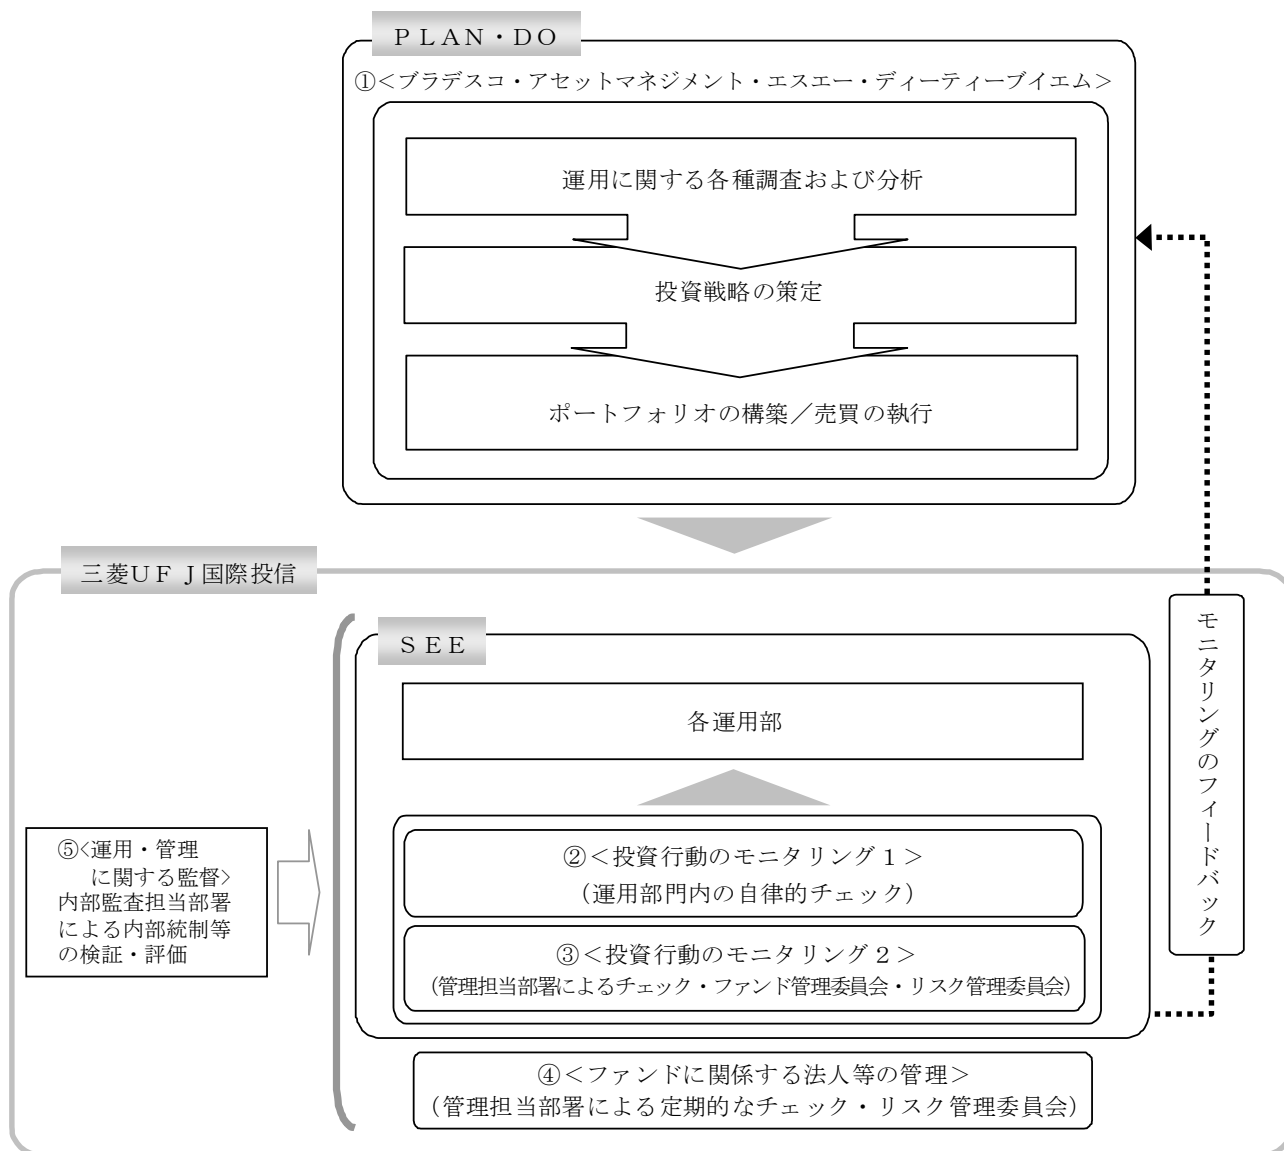 ＰＬＡＮ・ＤＯ
①＜ブラデスコ・アセットマネジメント・エスエー・ディーティーブイエム＞
運用に関する各種調査および分析
投資戦略の策定
ポートフォリオの構築／売買の執行
三菱ＵＦＪ国際投信
ＳＥＥ
各運用部
②＜投資行動のモニタリング１＞
（運用部門内の自律的チェック）
③＜投資行動のモニタリング２＞
(管理担当部署によるチェック・ファンド管理委員会・リスク管理委員会)
④＜ファンドに関係する法人等の管理＞
（管理担当部署による定期的なチェック・リスク管理委員会）
⑤<運用・管理
に関する監督>
内部監査担当部署
による内部統制等
の検証・評価
モニタリングのフィードバック